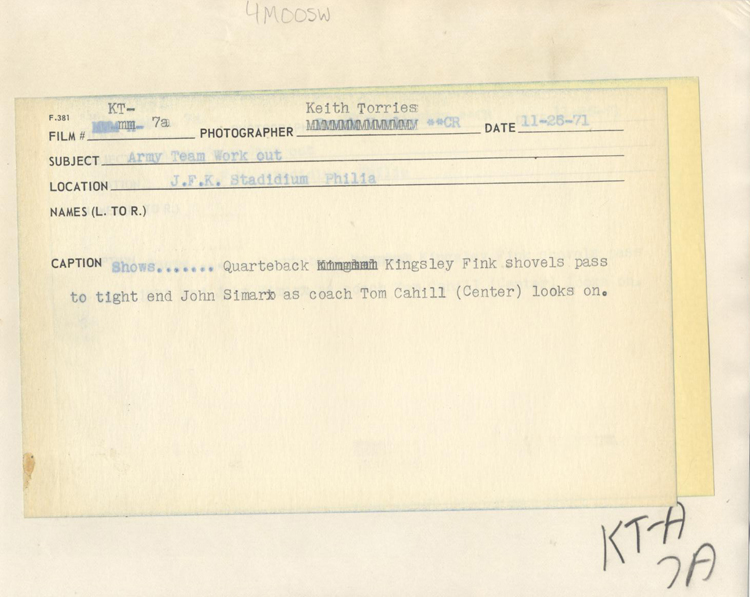 4MOOSW
KT-
Keith Torries
F-381
FILM # 7a PHOTOGRAPHER MMMMMMMMMMMM **CR DATE 11-26-71
SUBJECT Army Team Work out
LOCATION J.F.K. Stadidium Philia
NAMES (L. TO R.)
CAPTION Shows....... Quarteback Kingsley Fink shovels pass
to tight end John Simar as coach Tom Cahill (Center) looks on.
KT-A
7A